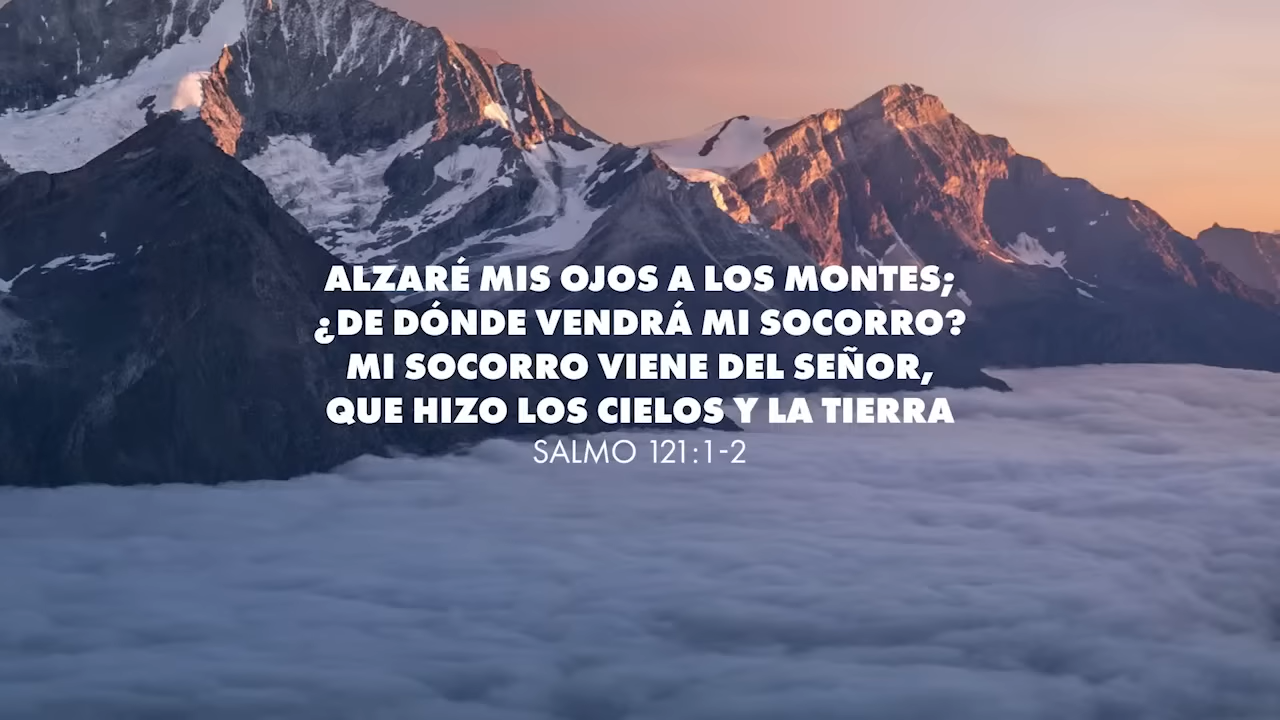 ALZARÉ MIS OJOS A LOS MONTES;
¿DE DÓNDE VENDRÁ MI SOCORRO?
MI SOCORRO VIENE DEL SEÑOR,
QUE HIZO LOS CIELOS Y LA TIERRA
SALMO 121:1-2